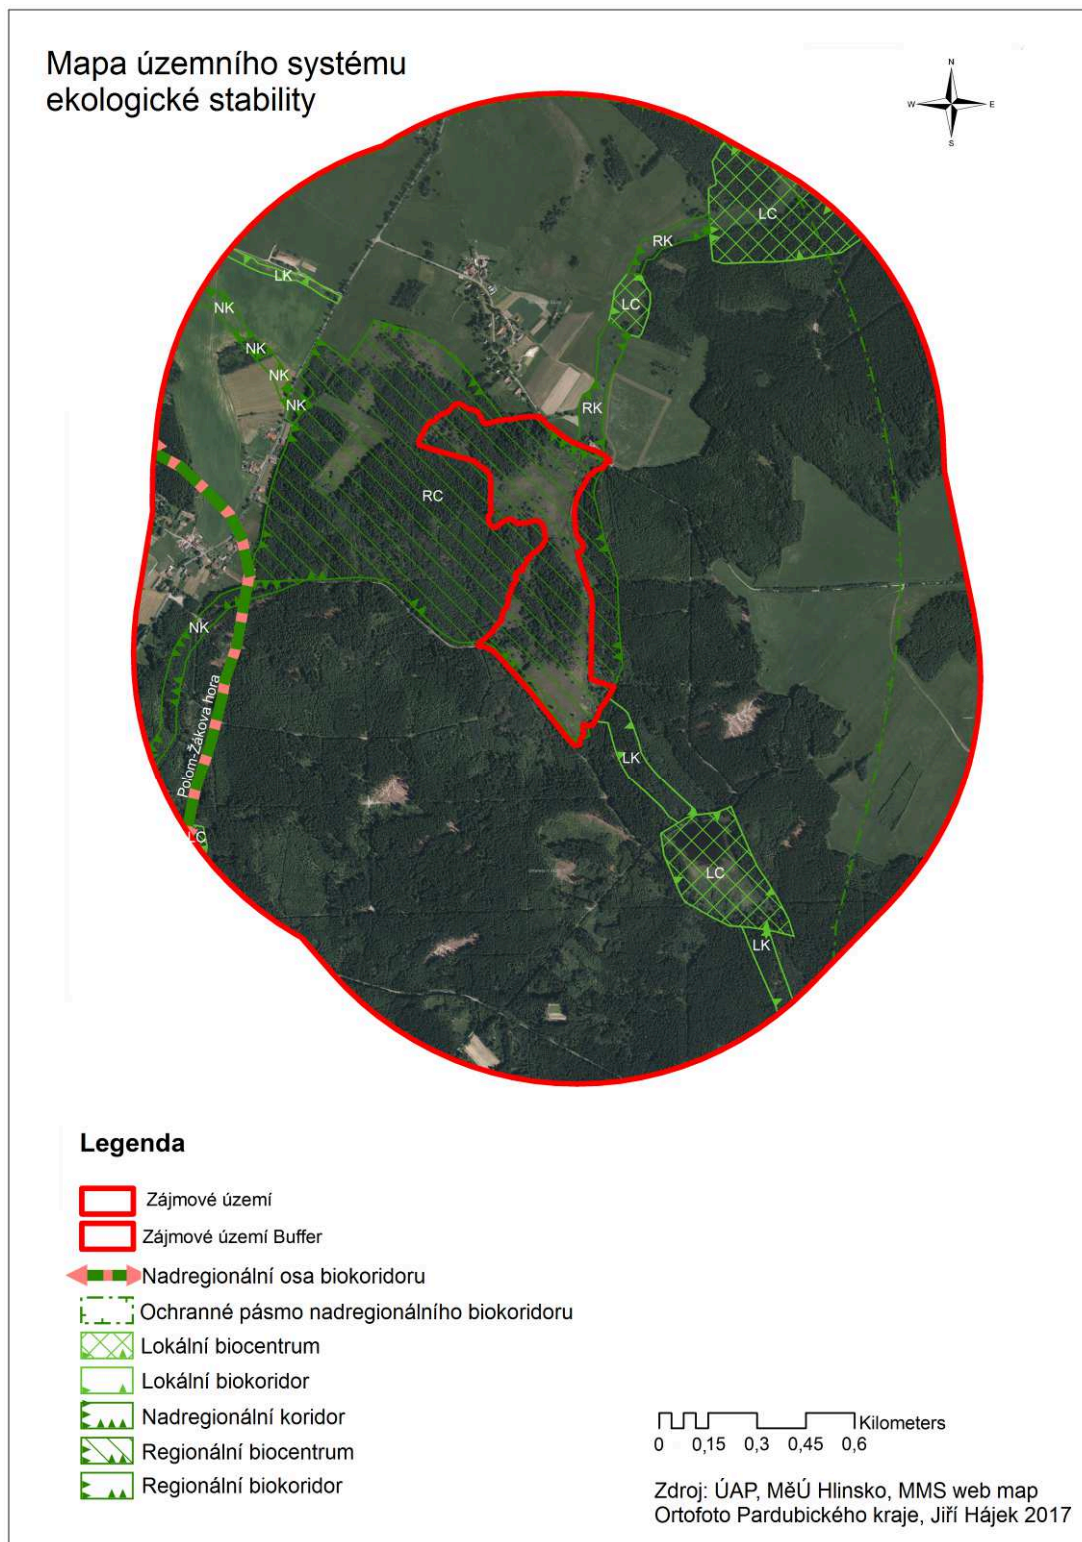 Mapa územního systému
ekologické stability
N
W
E
S
LC
RK
LK
LC
NK
NK
NK
NK
RK
RC
NK
Polom-Žákova hora
LK
LC
LC
LK
Legenda
Zájmové území
Zájmové území Buffer
Nadregionální osa biokoridoru
Ochranné pásmo nadregionálního biokoridoru
Lokální biocentrum
Lokální biokoridor
Nadregionální koridor
Regionální biocentrum
Regionální biokoridor
Kilometers
0 0,15 0,3 0,45 0,6
Zdroj: ÚAP, MěÚ Hlinsko, MMS web map
Ortofoto Pardubického kraje, Jiří Hájek 2017